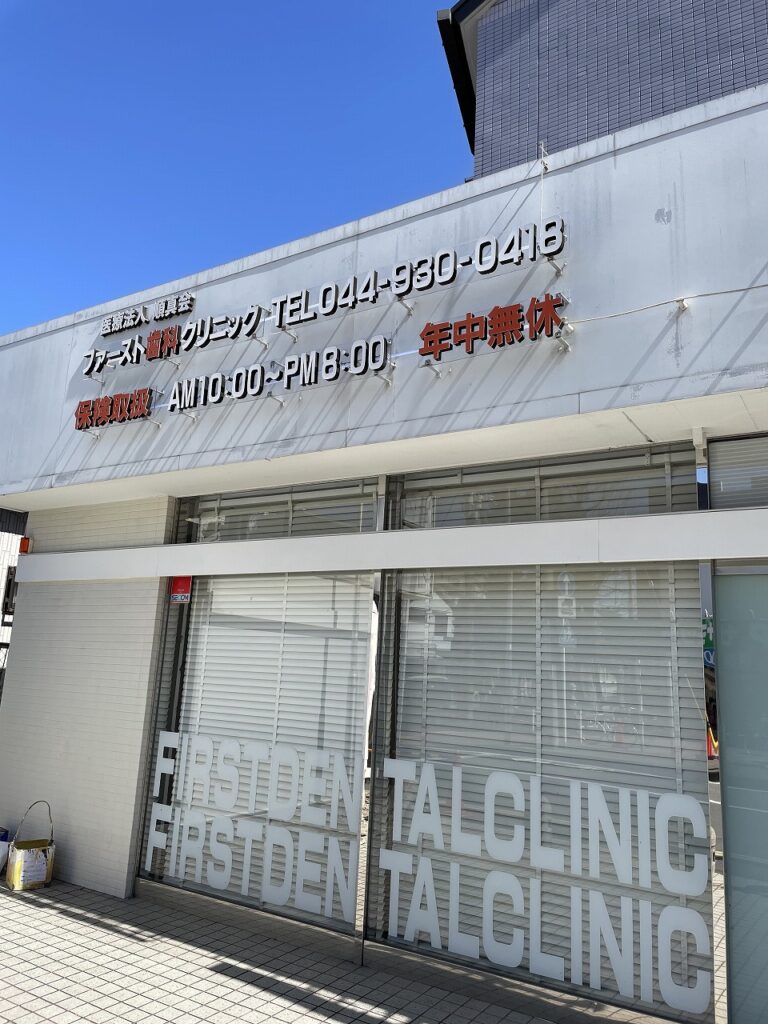 医療法人 順真会
ファースト歯科クリニック TEL044-930-0418
保険取扱 AM10:00~PM8:00 年中無休
SECOM
FIRSTDEN TALCLINIC
FIRSTDEN TALCLINIC